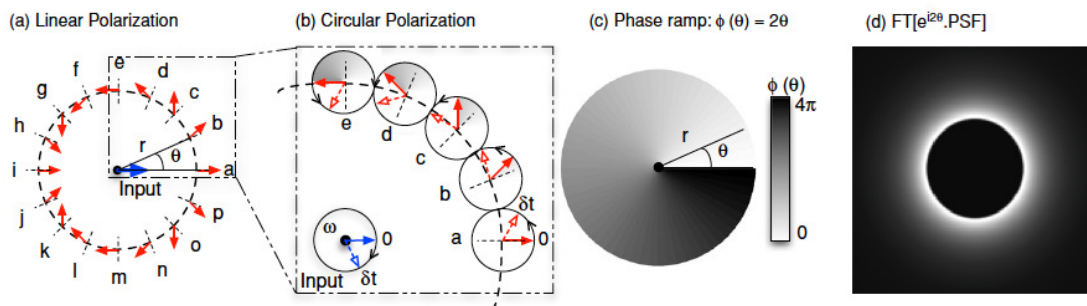 (a) Linear Polarization
e
f
d
g
c
h
b
r
θ
i
a
Input
j
p
k
o
l
n
m
(b) Circular Polarization
e
d
c
b
δt
a
0
ω
0
δt
Input
(c) Phase ramp: ϕ (θ) = 2θ
ϕ (θ)
4π
r
θ
0
(d) FT[e^{i2θ}.PSF]